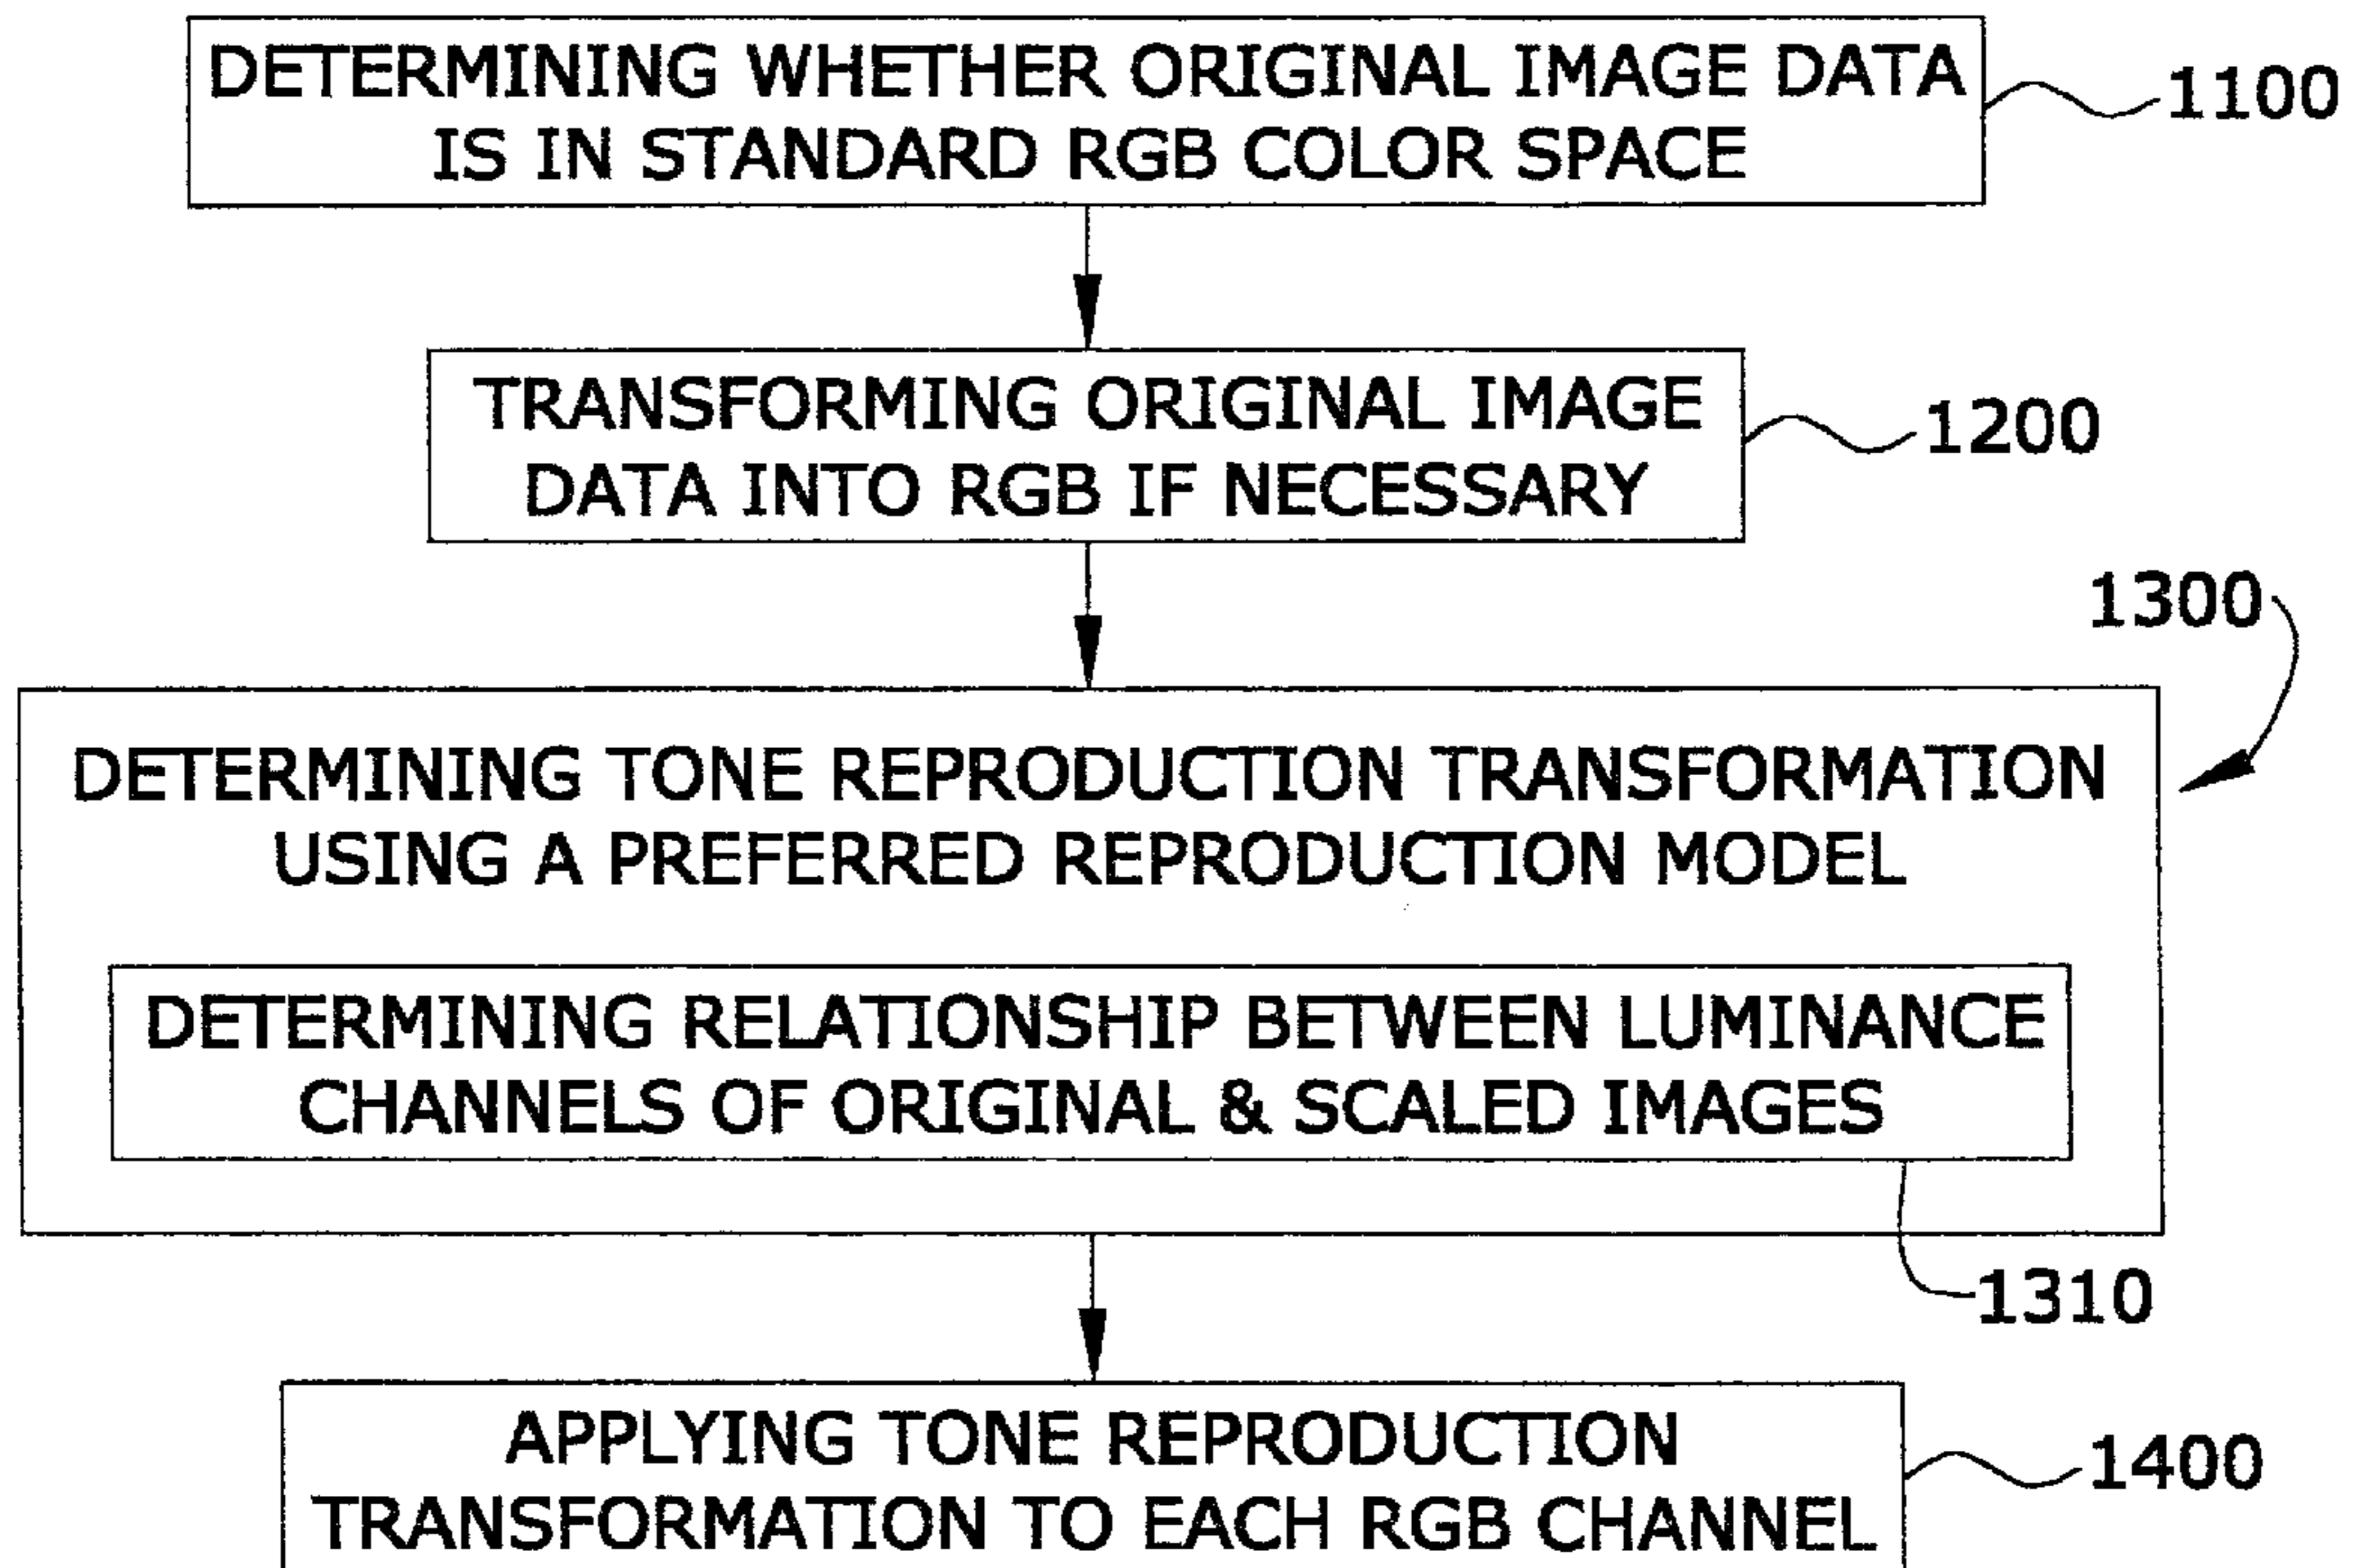 DETERMINING WHETHER ORIGINAL IMAGE DATA
IS IN STANDARD RGB COLOR SPACE
1100
TRANSFORMING ORIGINAL IMAGE
DATA INTO RGB IF NECESSARY
1200
1300
DETERMINING TONE REPRODUCTION TRANSFORMATION
USING A PREFERRED REPRODUCTION MODEL
DETERMINING RELATIONSHIP BETWEEN LUMINANCE
CHANNELS OF ORIGINAL & SCALED IMAGES
1310
APPLYING TONE REPRODUCTION
TRANSFORMATION TO EACH RGB CHANNEL
1400